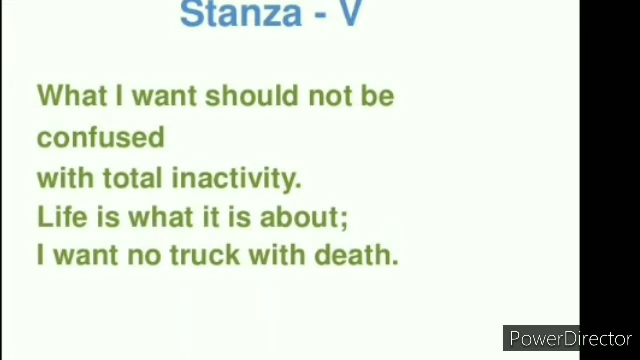 Stanza - V
What I want should not be
confused
with total inactivity.
Life is what it is about;
I want no truck with death.
PowerDirector